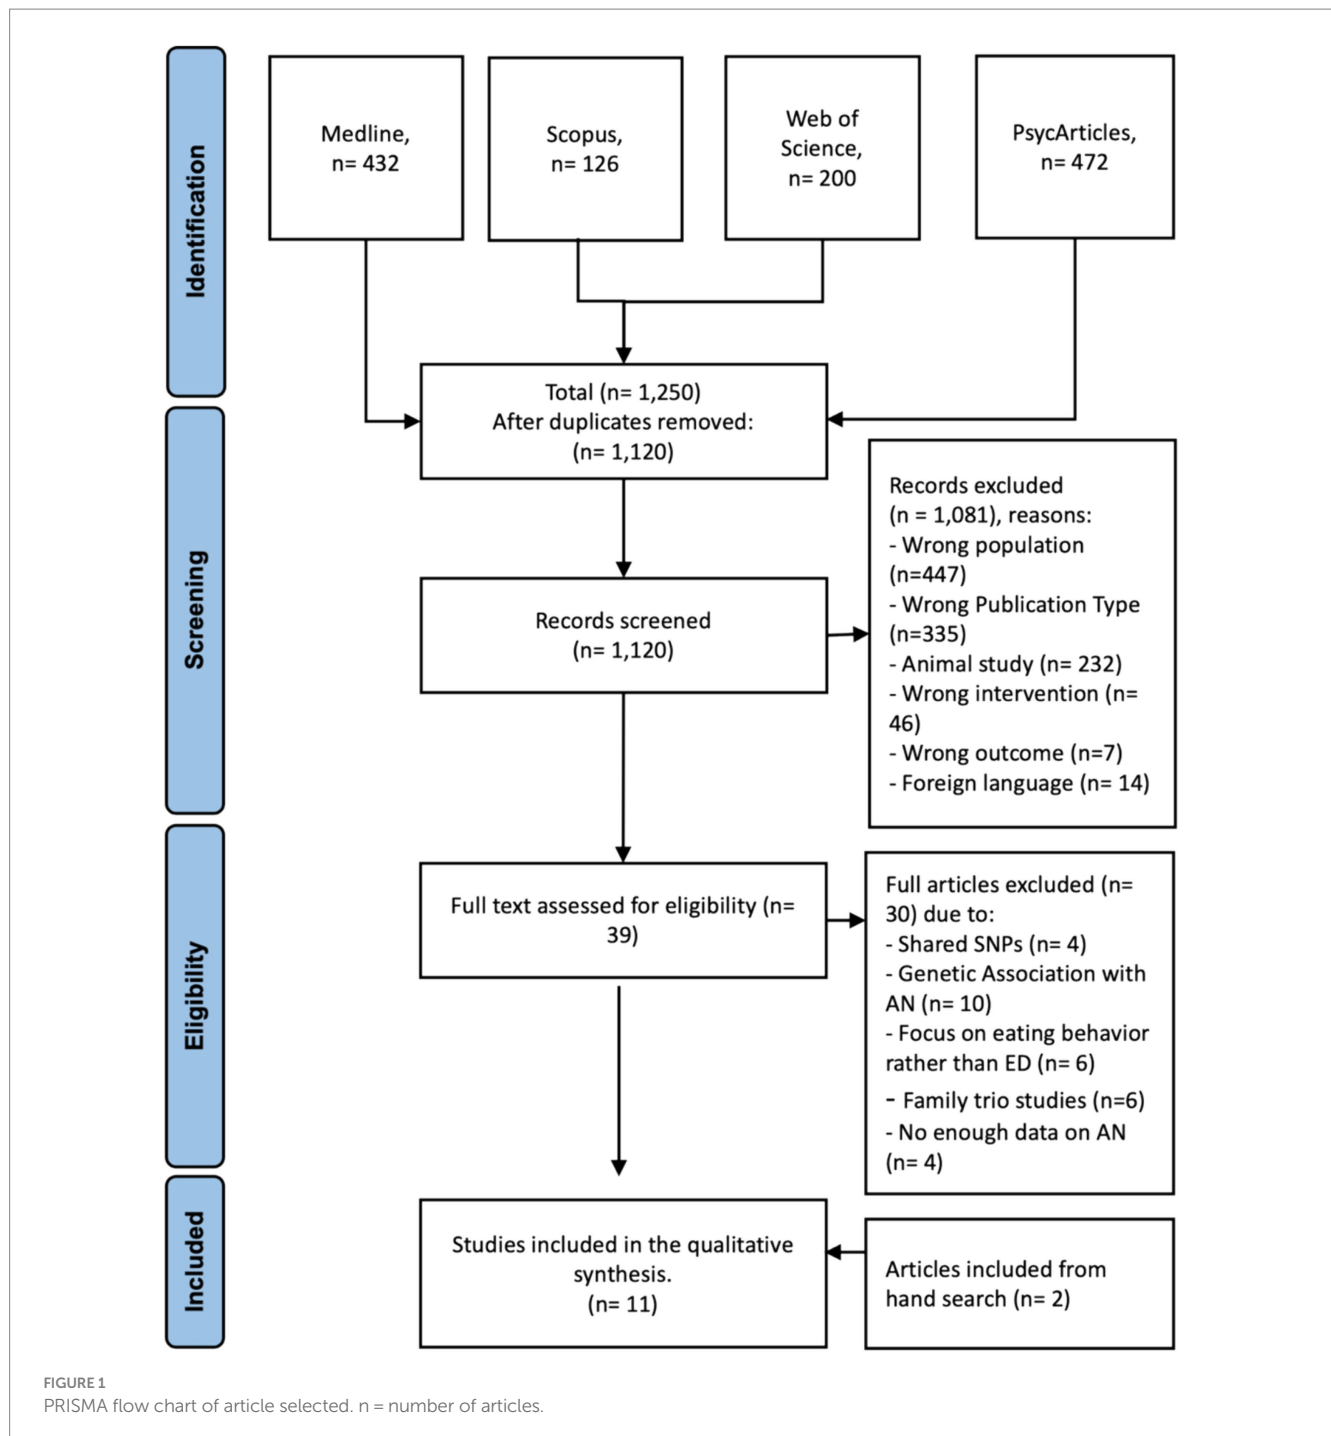 Identification
Medline,
n= 432
Scopus,
n= 126
Web of
Science,
n= 200
PsycArticles,
n= 472
Total (n= 1,250)
After duplicates removed:
(n= 1,120)
Screening
Records screened
(n= 1,120)
Records excluded
(n = 1,081), reasons:
- Wrong population
(n=447)
- Wrong Publication Type
(n=335)
- Animal study (n= 232)
- Wrong intervention (n=
46)
- Wrong outcome (n=7)
- Foreign language (n= 14)
Eligibility
Full text assessed for eligibility (n=
39)
Full articles excluded (n=
30) due to:
- Shared SNPs (n= 4)
- Genetic Association with
AN (n= 10)
- Focus on eating behavior
rather than ED (n= 6)
- Family trio studies (n=6)
- No enough data on AN
(n= 4)
Included
Studies included in the qualitative
synthesis.
(n= 11)
Articles included from
hand search (n= 2)
FIGURE 1
PRISMA flow chart of article selected. n = number of articles.